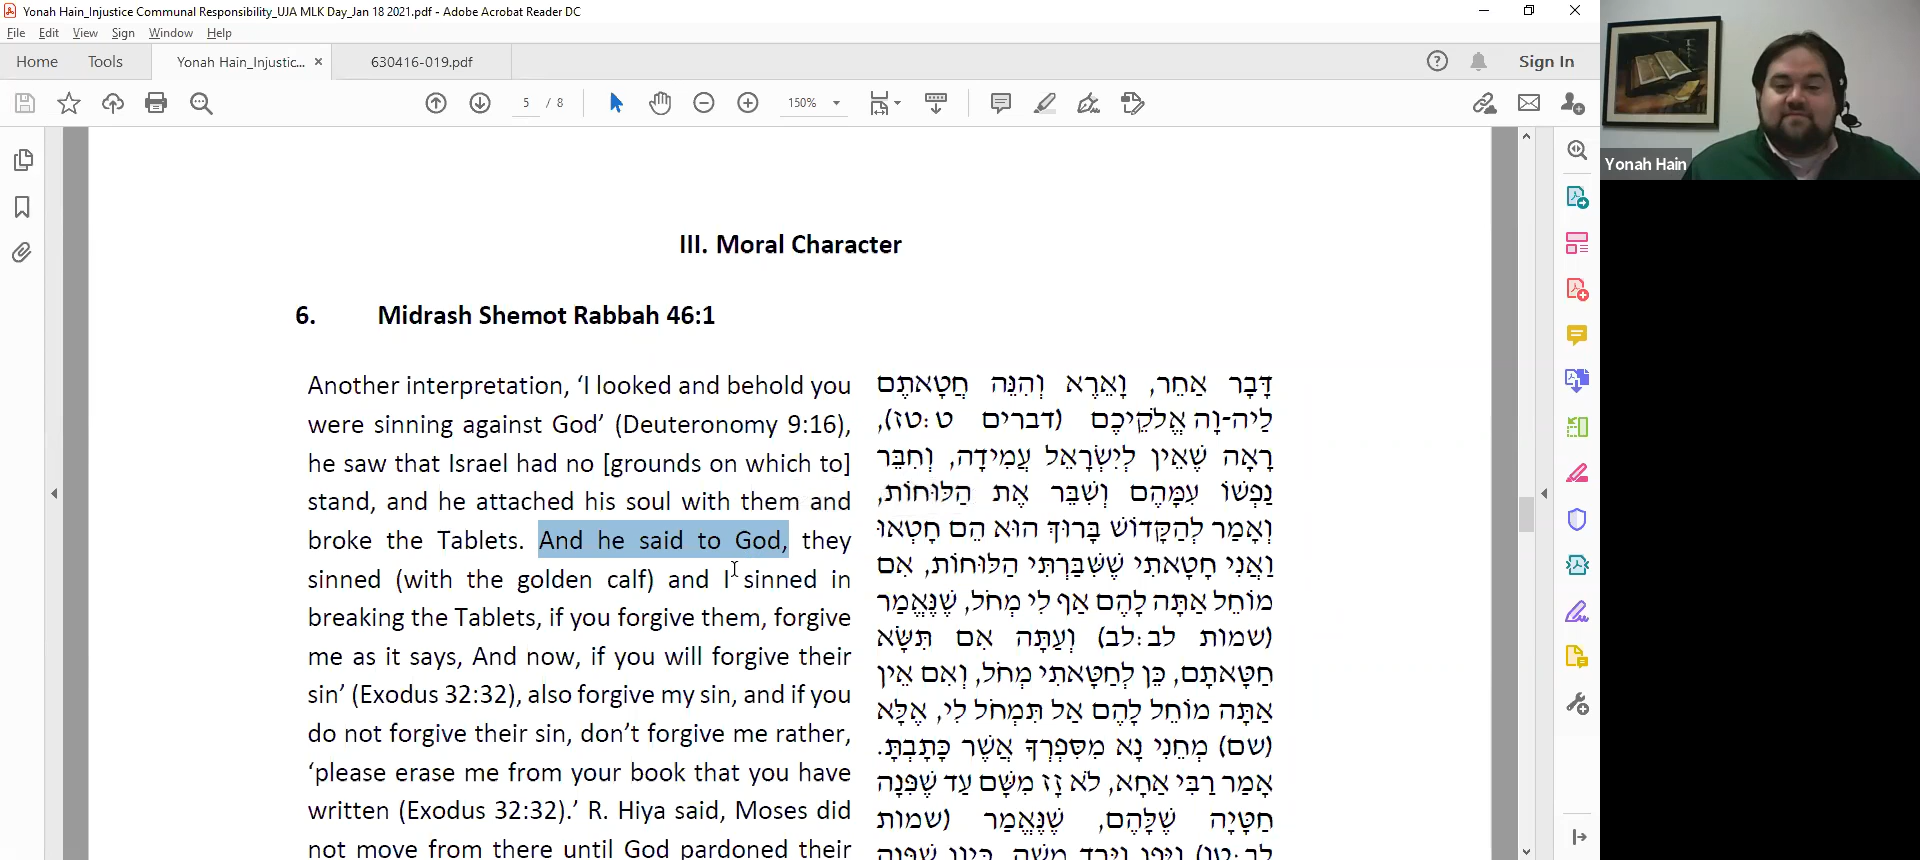 Yonah Hain_Injustice Communal Responsibility_UJA MLK Day_Jan 18 2021.pdf - Adobe Acrobat Reader DC
File Edit View Sign Window Help
Home Tools Yonah Hain_Injustic... × 630416-019.pdf Sign In
5 / 8 150%
Yonah Hain
III. Moral Character
6. Midrash Shemot Rabbah 46:1
Another interpretation, ‘I looked and behold you
were sinning against God’ (Deuteronomy 9:16),
he saw that Israel had no [grounds on which to]
stand, and he attached his soul with them and
broke the Tablets. And he said to God, they
sinned (with the golden calf) and I sinned in
breaking the Tablets, if you forgive them, forgive
me as it says, And now, if you will forgive their
sin’ (Exodus 32:32), also forgive my sin, and if you
do not forgive their sin, don’t forgive me rather,
‘please erase me from your book that you have
written (Exodus 32:32).’ R. Hiya said, Moses did
not move from there until God pardoned their
דָּבָר אַחֵר, וָאֵרֶא וְהִנֵּה חֲטָאתֶם
לַיה-וָה אֱלֹקֵיכֶם (דברים ט:טז),
רָאָה שֶׁאֵין לְיִשְׂרָאֵל עֲמִידָה, וְחִבֵּר
נַפְשׁוֹ עִמָּהֶם וְשִׁבֵּר אֶת הַלּוּחוֹת,
וְאָמַר לְהַקָּדוֹשׁ בָּרוּךְ הוּא הֵם חָטְאוּ
וַאֲנִי חָטָאתִי שֶׁשִּׁבַּרְתִּי הַלּוּחוֹת, אִם
מוֹחֵל אַתָּה לָהֶם אַף לִי מְחֹל, שֶׁנֶּאֱמַר
(שמות לב:לב) וְעַתָּה אִם תִּשָּׂא
חַטָּאתָם, כֵּן לְחַטָּאתִי מְחֹל, וְאִם אֵין
אַתָּה מוֹחֵל לָהֶם אַל תִּמְחֹל לִי, אֶלָּא
(שם) מְחֵנִי נָא מִסִּפְרְךָ אֲשֶׁר כָּתָבְתָּ.
אָמַר רַבִּי אַחָא, לֹא זָז מִשָּׁם עַד שֶׁפִּנָּה
חַטָּיָה שֶׁלָּהֶם, שֶׁנֶּאֱמַר (שמות
לב:טו) וַיִּפֶן וַיֵּרֶד מֹשֶׁה, כֵּיוָן שֶׁפִּנָּה